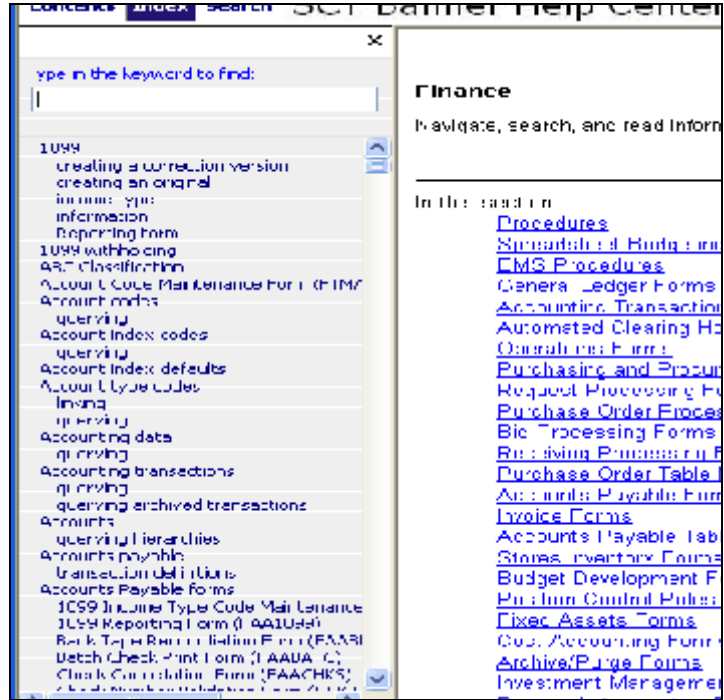 Contents Index Search SCT Banner Help Center
ype in the keyword to find:
1099
creating a correction version
creating an original
income type
information
Reporting form
1099 withholding
ABC Classification
Account Code Maintenance Form
Account codes
querying
Account index codes
querying
Account index defaults
Account type codes
linking
querying
Accounting data
querying
Accounting transactions
querying
querying archived transactions
Accounts
querying hierarchies
Accounts payable
transaction definitions
Accounts Payable forms
1099 Income Type Code Maintenance
1099 Reporting Form (FAA1099)
Bank Tape Reconciliation Form
Batch Check Print Form
Check Cancellation Form (FAACHKS)
Finance
Navigate, search, and read inform
In this section
Procedures
Spreadsheet Budgeting
EMS Procedures
General Ledger Forms
Accounting Transaction
Automated Clearing Ho
Operations Forms
Purchasing and Procur
Request Processing Fo
Purchase Order Proces
Bid Processing Forms
Receiving Processing F
Purchase Order Table
Accounts Payable Form
Invoice Forms
Accounts Payable Tabl
Stores Inventory Forms
Budget Development F
Position Control
Fixed Assets Forms
Cost Accounting Form
Archive/Purge Forms
Investment Manageme